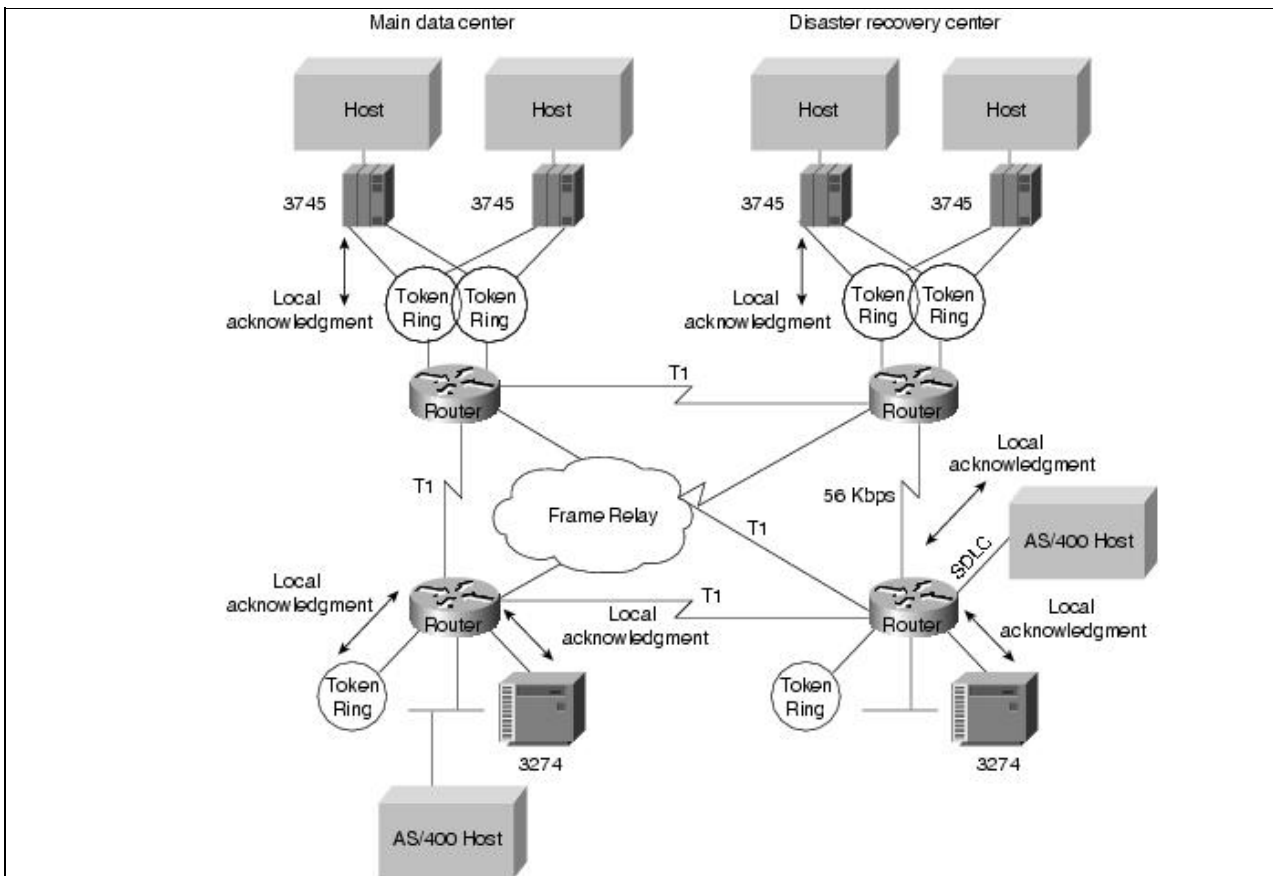 Main data center
Disaster recovery center
Host
Host
Host
Host
3745
3745
3745
3745
Local
acknowledgment
Token
Ring
Token
Ring
Local
acknowledgment
Token
Ring
Token
Ring
Router
T1
Router
T1
Frame Relay
T1
56 Kbps
Local
acknowledgment
SDLC
AS/400 Host
Local
acknowledgment
Router
Local
acknowledgment
T1
Router
Local
acknowledgment
Token
Ring
3274
Token
Ring
3274
AS/400 Host